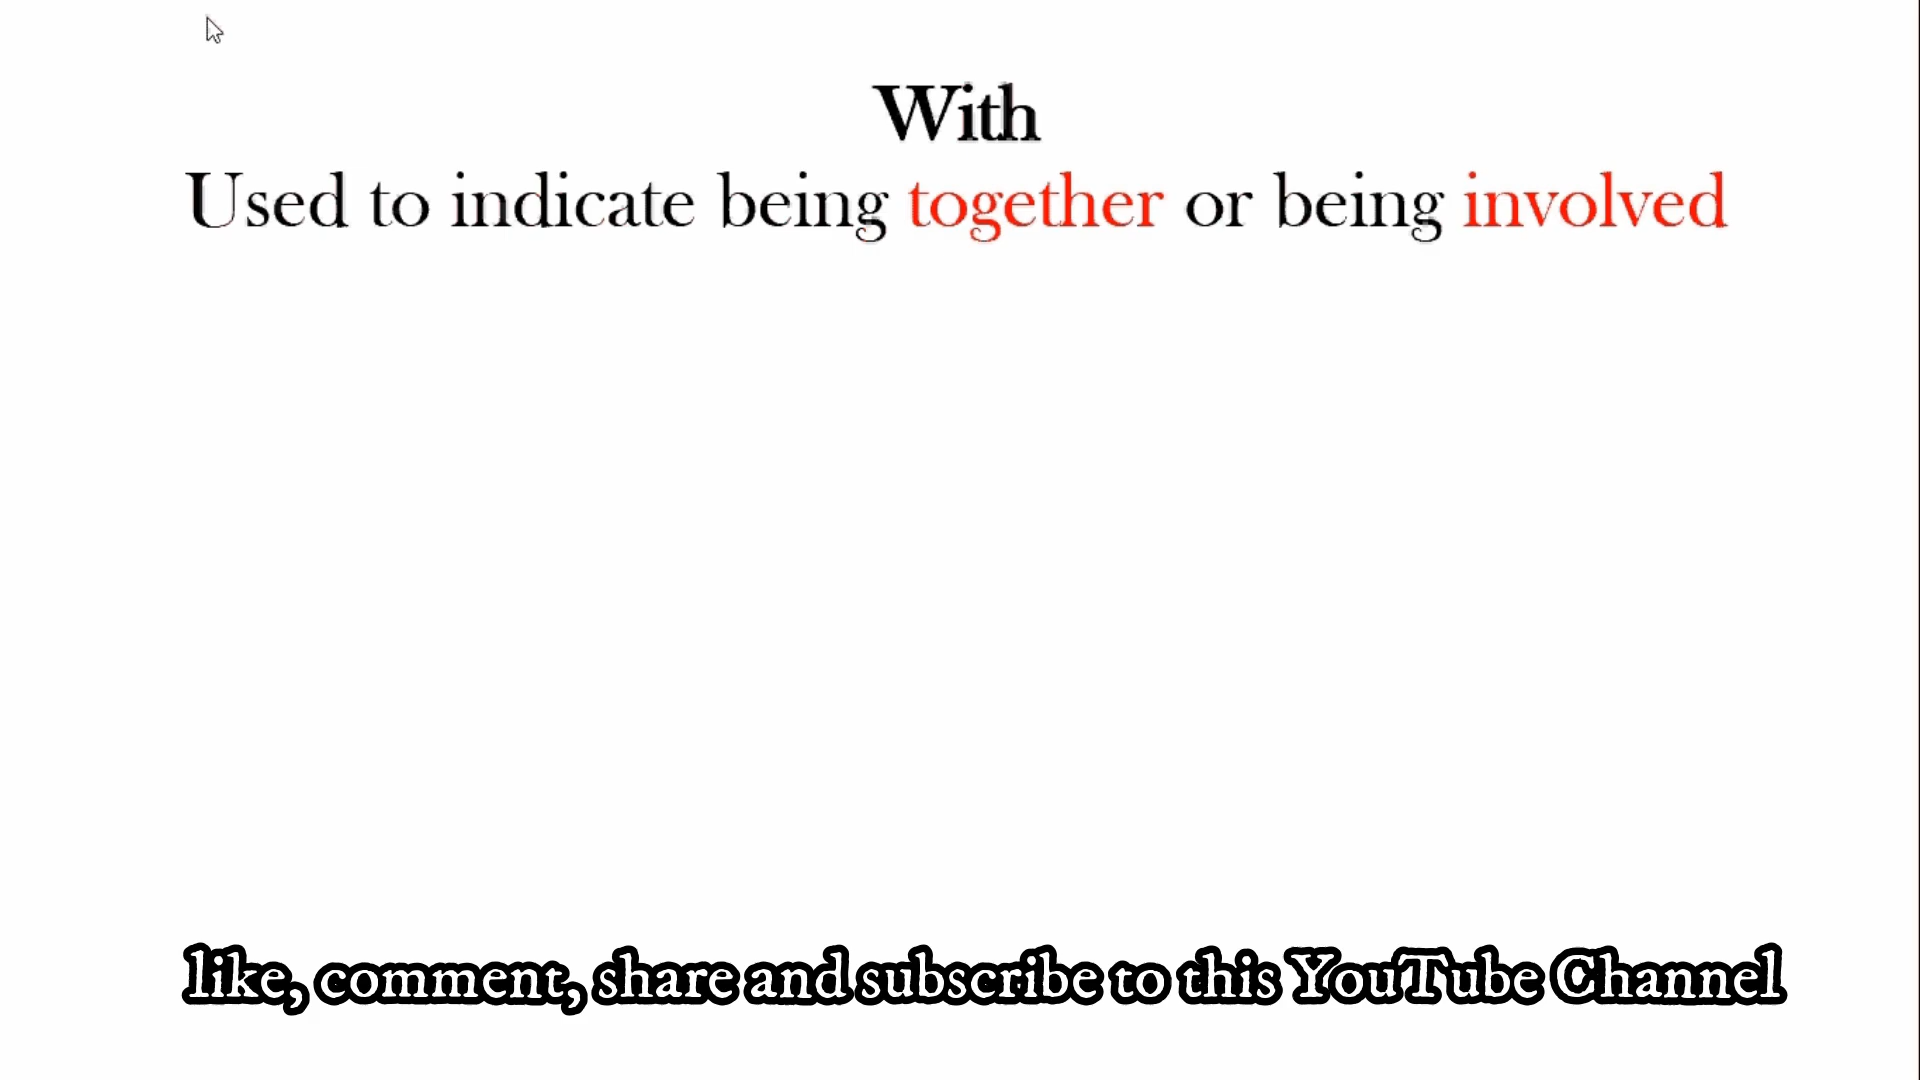 With
Used to indicate being together or being involved
like, comment, share and subscribe to this YouTube Channel